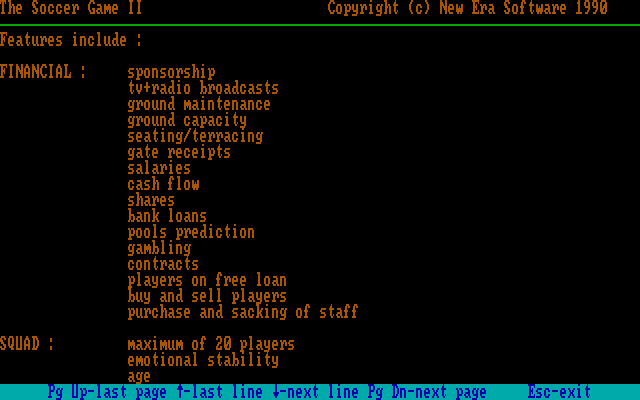 The Soccer Game II Copyright (c) New Era Software 1990
Features include :
FINANCIAL : sponsorship
tv+radio broadcasts
ground maintenance
ground capacity
seating/terracing
gate receipts
salaries
cash flow
shares
bank loans
pools prediction
gambling
contracts
players on free loan
buy and sell players
purchase and sacking of staff
SQUAD : maximum of 20 players
emotional stability
age
Pg Up-last page ↑-last line ↓-next line Pg Dn-next page Esc-exit